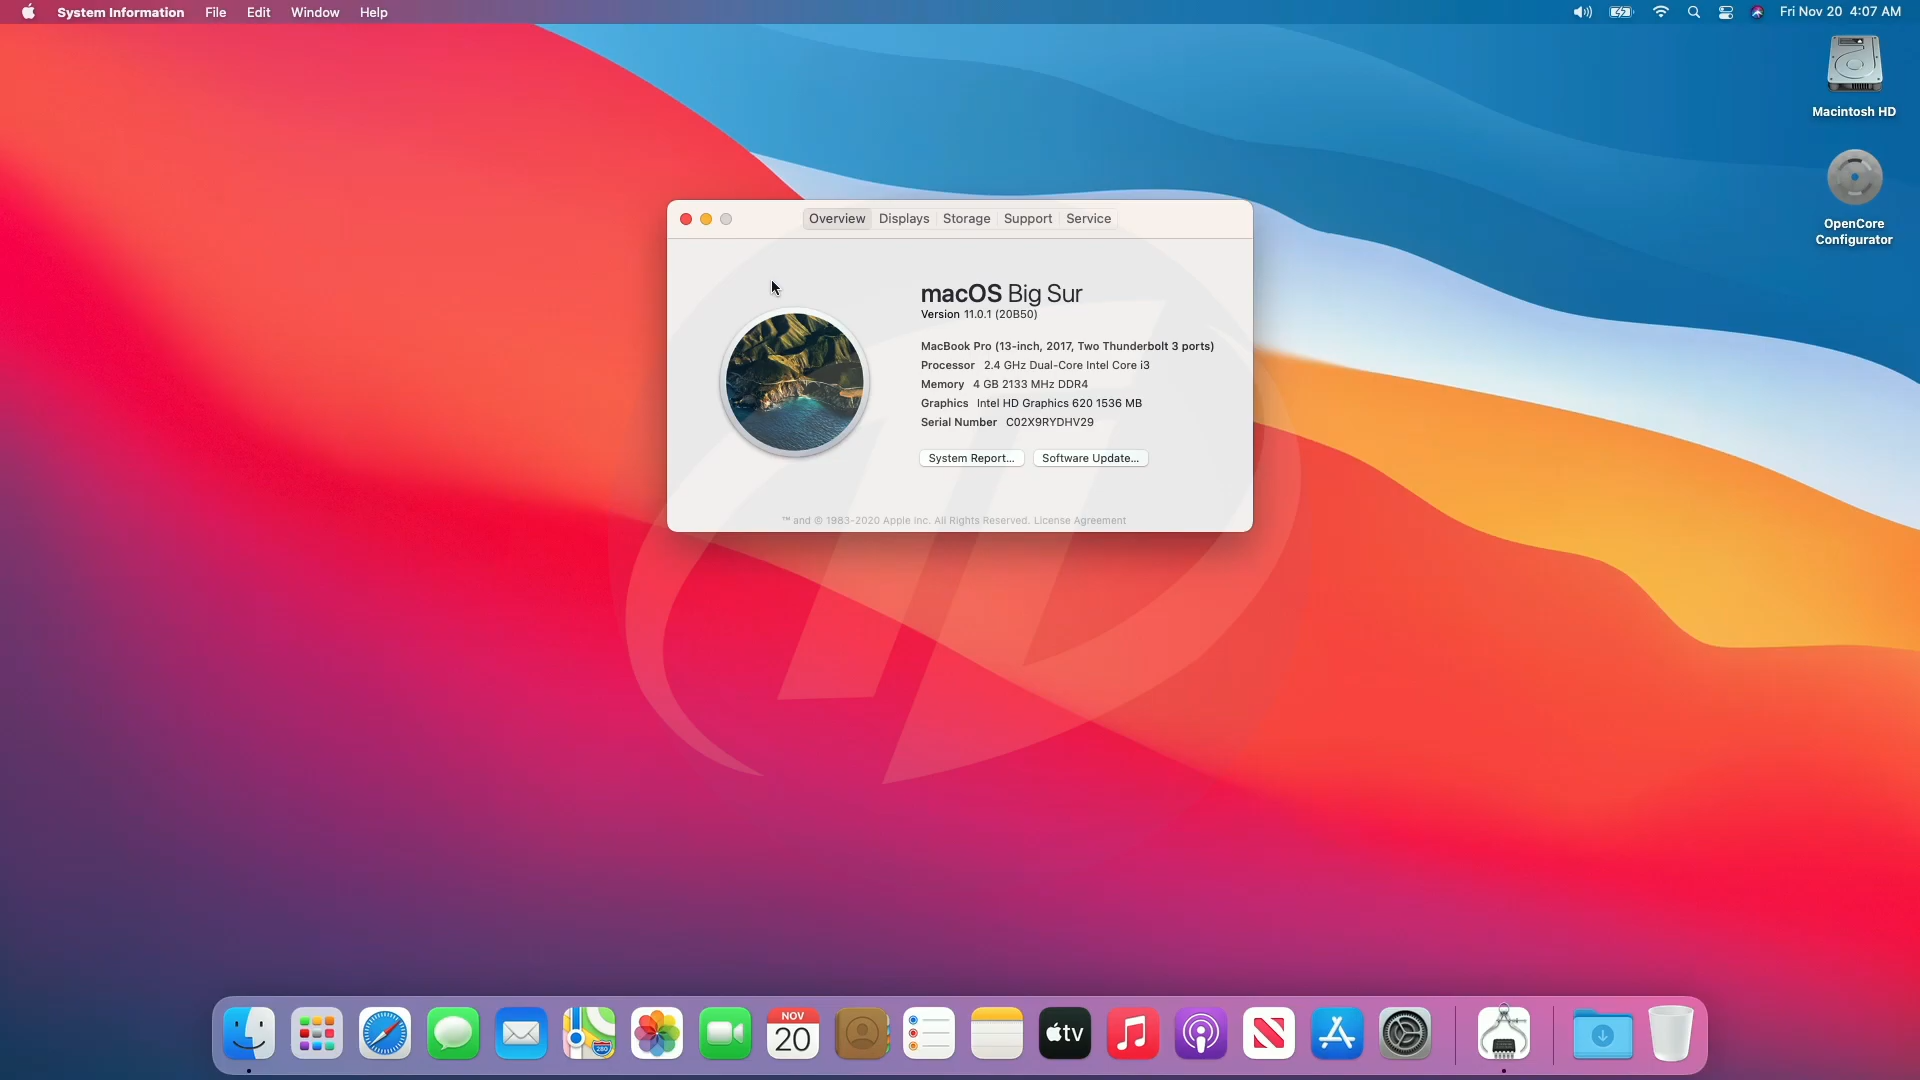 System Information File Edit Window Help Fri Nov 20 4:07 AM
Macintosh HD
OpenCore
Configurator
Overview Displays Storage Support Service
macOS Big Sur
Version 11.0.1 (20B50)
MacBook Pro (13-inch, 2017, Two Thunderbolt 3 ports)
Processor 2.4 GHz Dual-Core Intel Core i3
Memory 4 GB 2133 MHz DDR4
Graphics Intel HD Graphics 620 1536 MB
Serial Number C02X9RYDHV29
System Report... Software Update...
™ and © 1983-2020 Apple Inc. All Rights Reserved. License Agreement
NOV
20
tv
280